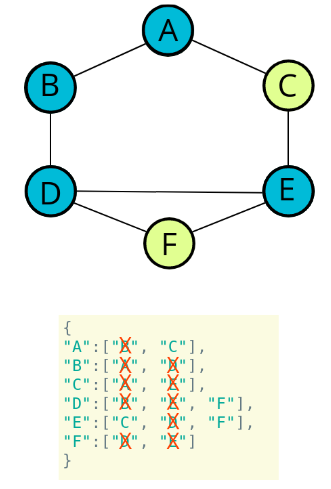 A
B C
D E
F
{
"A":["B", "C"],
"B":["A", "D"],
"C":["A", "E"],
"D":["B", "E", "F"],
"E":["C", "D", "F"],
"F":["D", "E"]
}